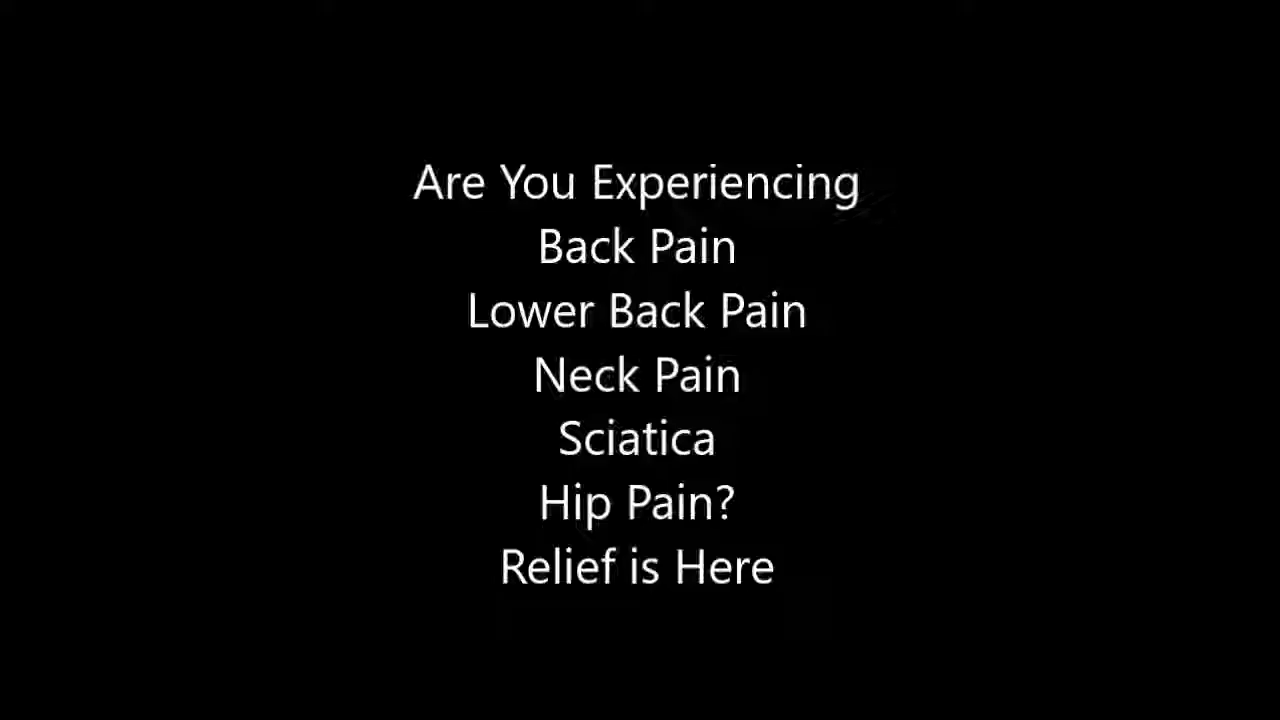 Are You Experiencing
Back Pain
Lower Back Pain
Neck Pain
Sciatica
Hip Pain?
Relief is Here